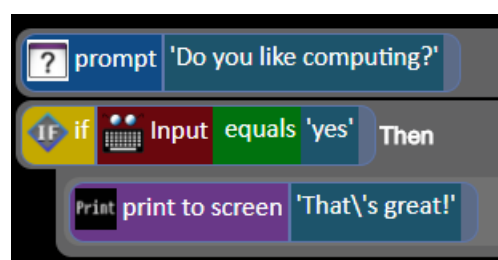 ? prompt 'Do you like computing?'
IF if Input equals 'yes' Then
Print print to screen 'That\'s great!'